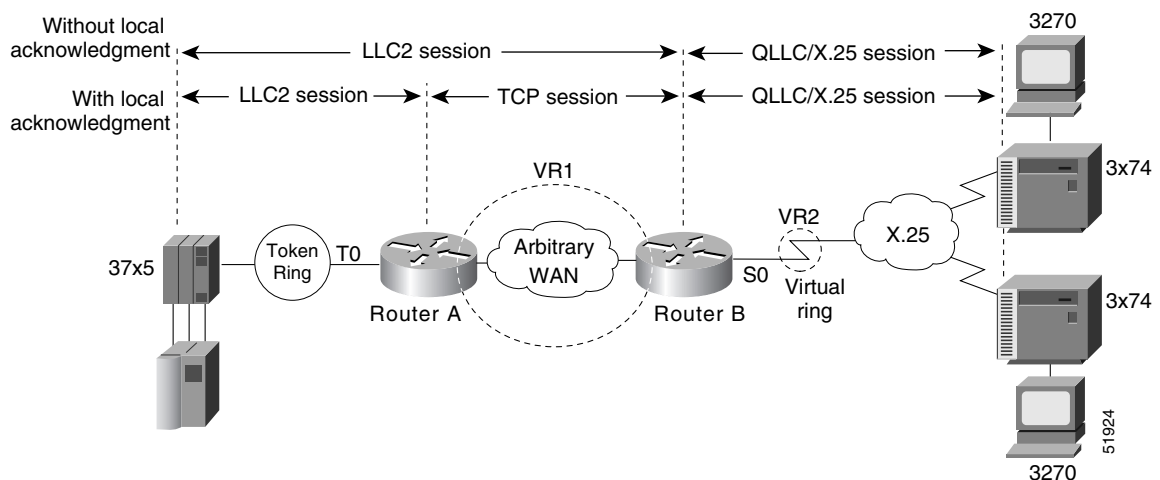 Without local
acknowledgment
LLC2 session
QLLC/X.25 session
3270
With local
acknowledgment
LLC2 session
TCP session
QLLC/X.25 session
3x74
VR1
VR2
X.25
37x5
Token
Ring
T0
Arbitrary
WAN
S0
Router A
Router B
Virtual
ring
3x74
51924
3270